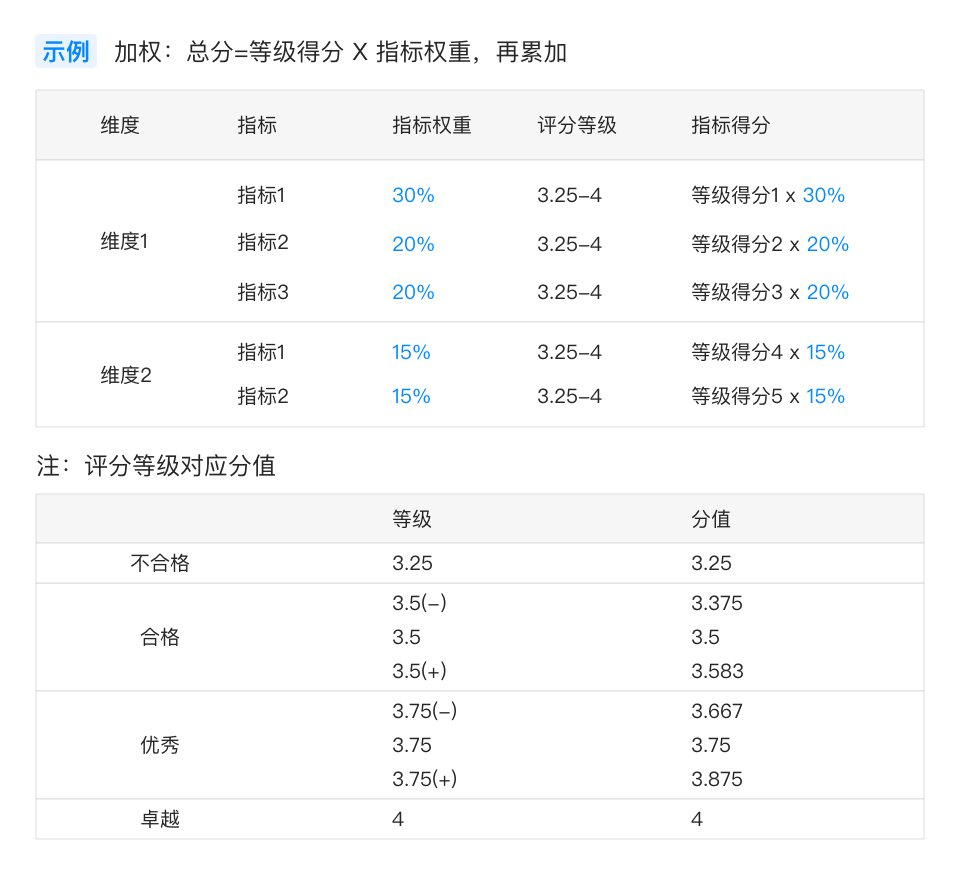 示例 加权：总分=等级得分 X 指标权重，再累加
维度 指标 指标权重 评分等级 指标得分
指标1 30% 3.25–4 等级得分1 x 30%
维度1 指标2 20% 3.25–4 等级得分2 x 20%
指标3 20% 3.25–4 等级得分3 x 20%
指标1 15% 3.25–4 等级得分4 x 15%
维度2
指标2 15% 3.25–4 等级得分5 x 15%
注：评分等级对应分值
等级 分值
不合格 3.25 3.25
3.5(–) 3.375
合格 3.5 3.5
3.5(+) 3.583
3.75(–) 3.667
优秀 3.75 3.75
3.75(+) 3.875
卓越 4 4